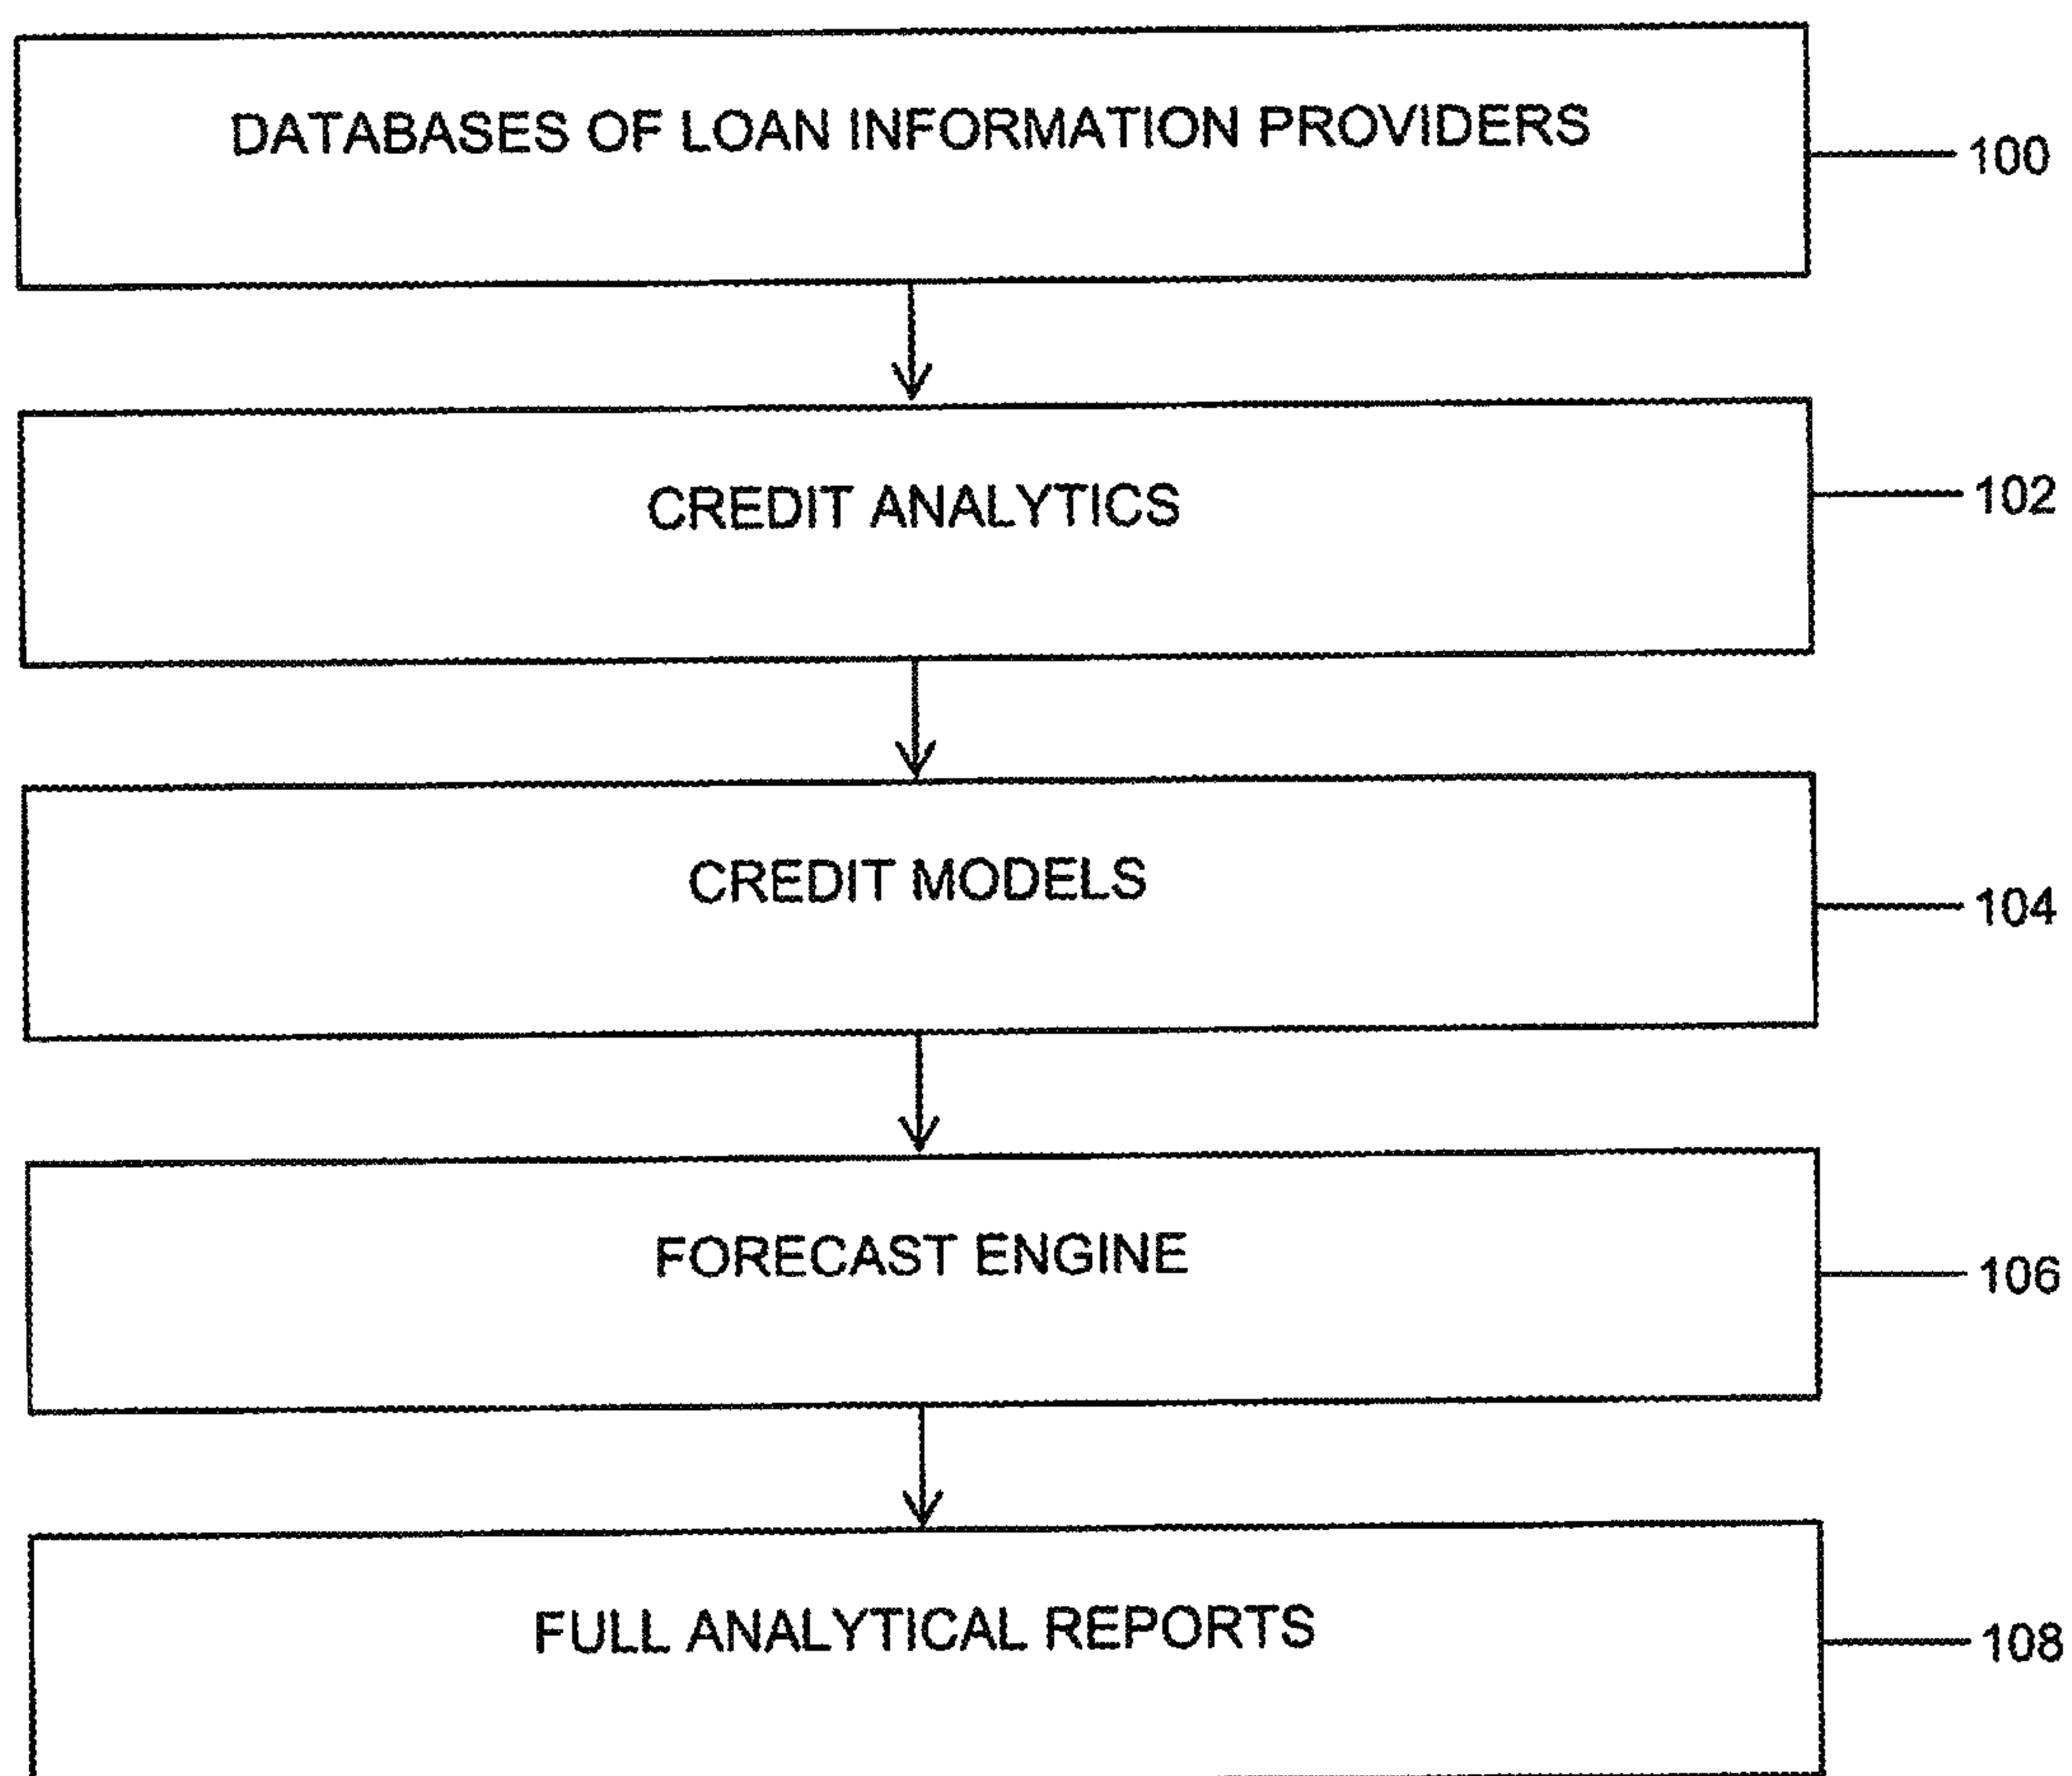 DATABASES OF LOAN INFORMATION PROVIDERS
100
CREDIT ANALYTICS
102
CREDIT MODELS
104
FORECAST ENGINE
106
FULL ANALYTICAL REPORTS
108